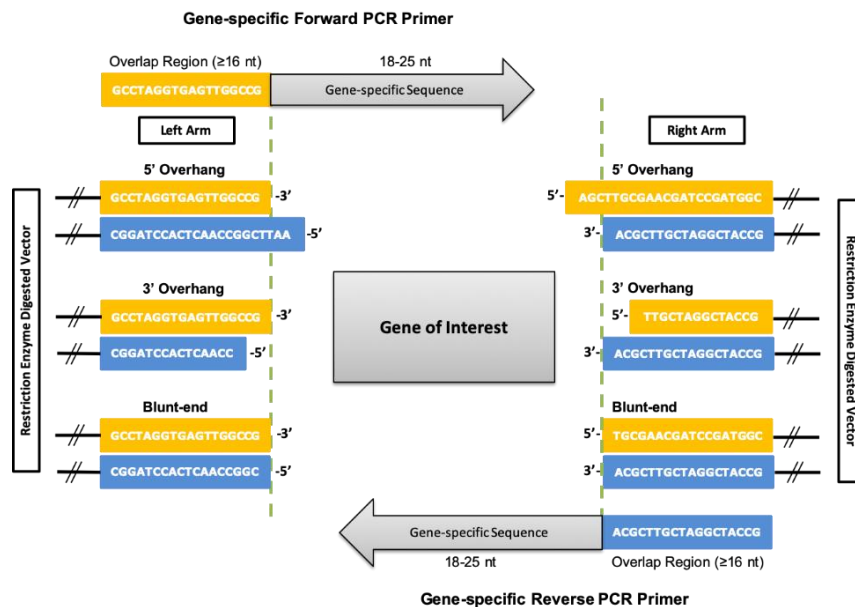 Gene-specific Forward PCR Primer
Overlap Region (≥16 nt)
18-25 nt
GCCTAGGTGAGTTGGCCG
Gene-specific Sequence
Left Arm
Right Arm
5’ Overhang
5’ Overhang
GCCTAGGTGAGTTGGCCG
-3’
5’-
AGCTTGCGAACGATCCGATGGC
CGGATCCACTCAACCGGCTTAA
-5’
3’-
ACGCTTGCTAGGCTACCG
Restriction Enzyme Digested Vector
Restriction Enzyme Digested Vector
3’ Overhang
3’ Overhang
GCCTAGGTGAGTTGGCCG
-3’
5’-
TTGCTAGGCTACCG
CGGATCCACTCAACC
-5’
3’-
ACGCTTGCTAGGCTACCG
Gene of Interest
Blunt-end
Blunt-end
GCCTAGGTGAGTTGGCCG
-3’
5’-
TGCGAACGATCCGATGGC
CGGATCCACTCAACCGGC
-5’
3’-
ACGCTTGCTAGGCTACCG
Gene-specific Sequence
ACGCTTGCTAGGCTACCG
18-25 nt
Overlap Region (≥16 nt)
Gene-specific Reverse PCR Primer